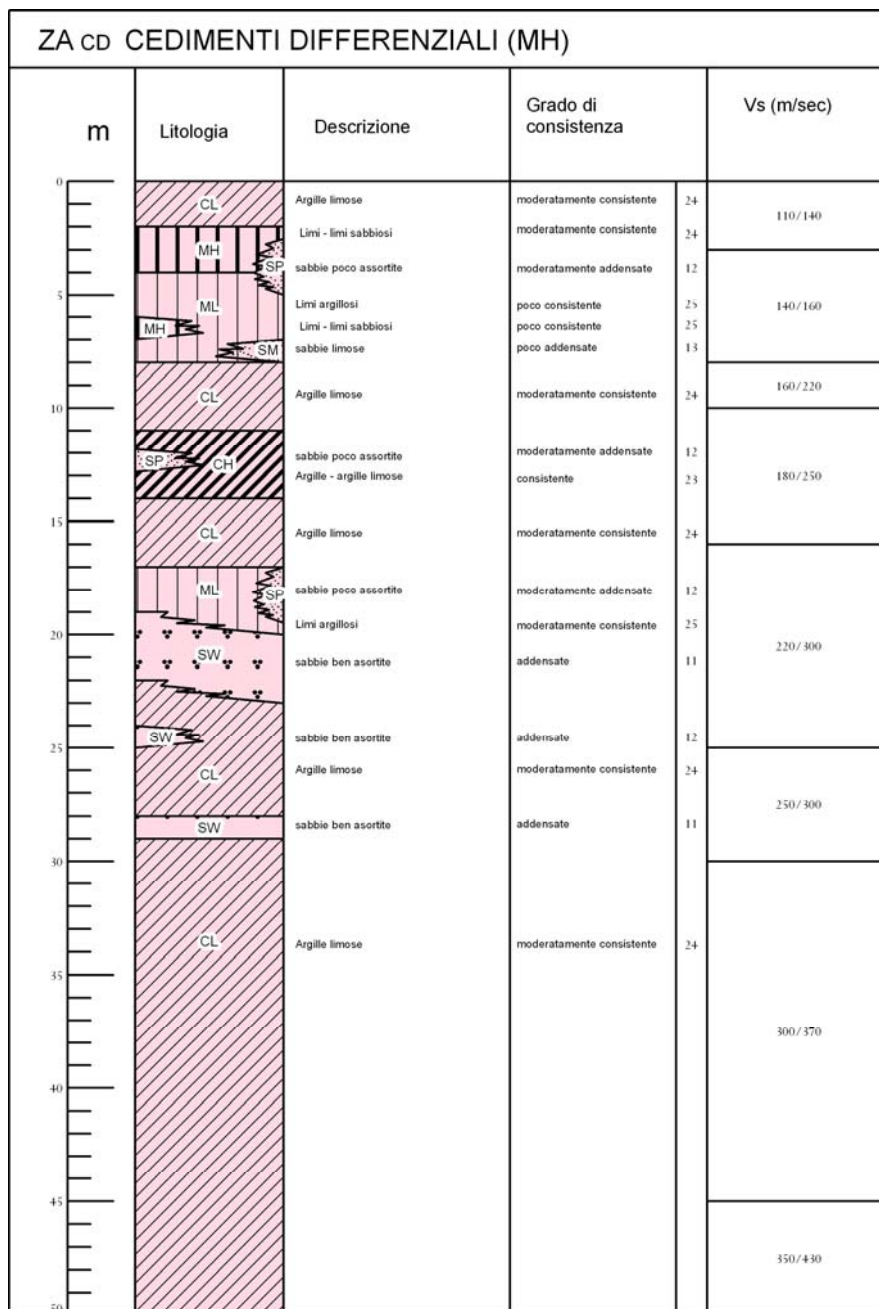 ZA CD CEDIMENTI DIFFERENZIALI (MH)
m
Litologia
Descrizione
Grado di
consistenza
Vs (m/sec)
0
CL
Argille limose
moderatamente consistente
24
110/140
MH
Limi - limi sabbiosi
moderatamente consistente
24
SP
sabbie poco assortite
moderatamente addensate
12
140/160
5
ML
Limi argillosi
poco consistente
25
MH
Limi - limi sabbiosi
poco consistente
25
SM
sabbie limose
poco addensate
13
CL
Argille limose
moderatamente consistente
24
160/220
10
SP
sabbie poco assortite
moderatamente addensate
12
CH
Argille - argille limose
consistente
23
180/250
15
CL
Argille limose
moderatamente consistente
24
ML
SP
sabbie poco assortite
moderatamente addensate
12
Limi argillosi
moderatamente consistente
25
20
SW
sabbie ben asortite
addensate
11
220/300
SW
sabbie ben asortite
addensate
12
25
CL
Argille limose
moderatamente consistente
24
250/300
SW
sabbie ben asortite
addensate
11
30
CL
Argille limose
moderatamente consistente
24
35
300/370
40
45
350/430
50